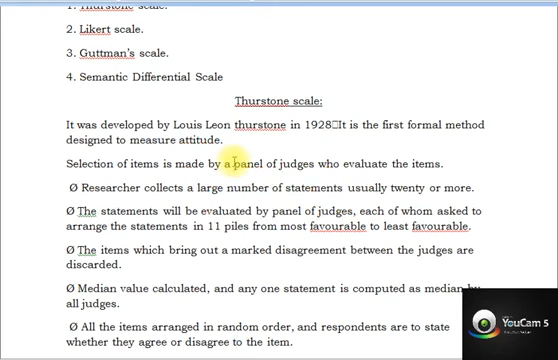 1. Thurstone scale.
2. Likert scale.
3. Guttman's scale.
4. Semantic Differential Scale
Thurstone scale:
It was developed by Louis Leon thurstone in 1928□It is the first formal method
designed to measure attitude.
Selection of items is made by a panel of judges who evaluate the items.
Ø Researcher collects a large number of statements usually twenty or more.
Ø The statements will be evaluated by panel of judges, each of whom asked to
arrange the statements in 11 piles from most favourable to least favourable.
Ø The items which bring out a marked disagreement between the judges are
discarded.
Ø Median value calculated, and any one statement is computed as median by
all judges.
Ø All the items arranged in random order, and respondents are to state
whether they agree or disagree to the item.
YouCam 5